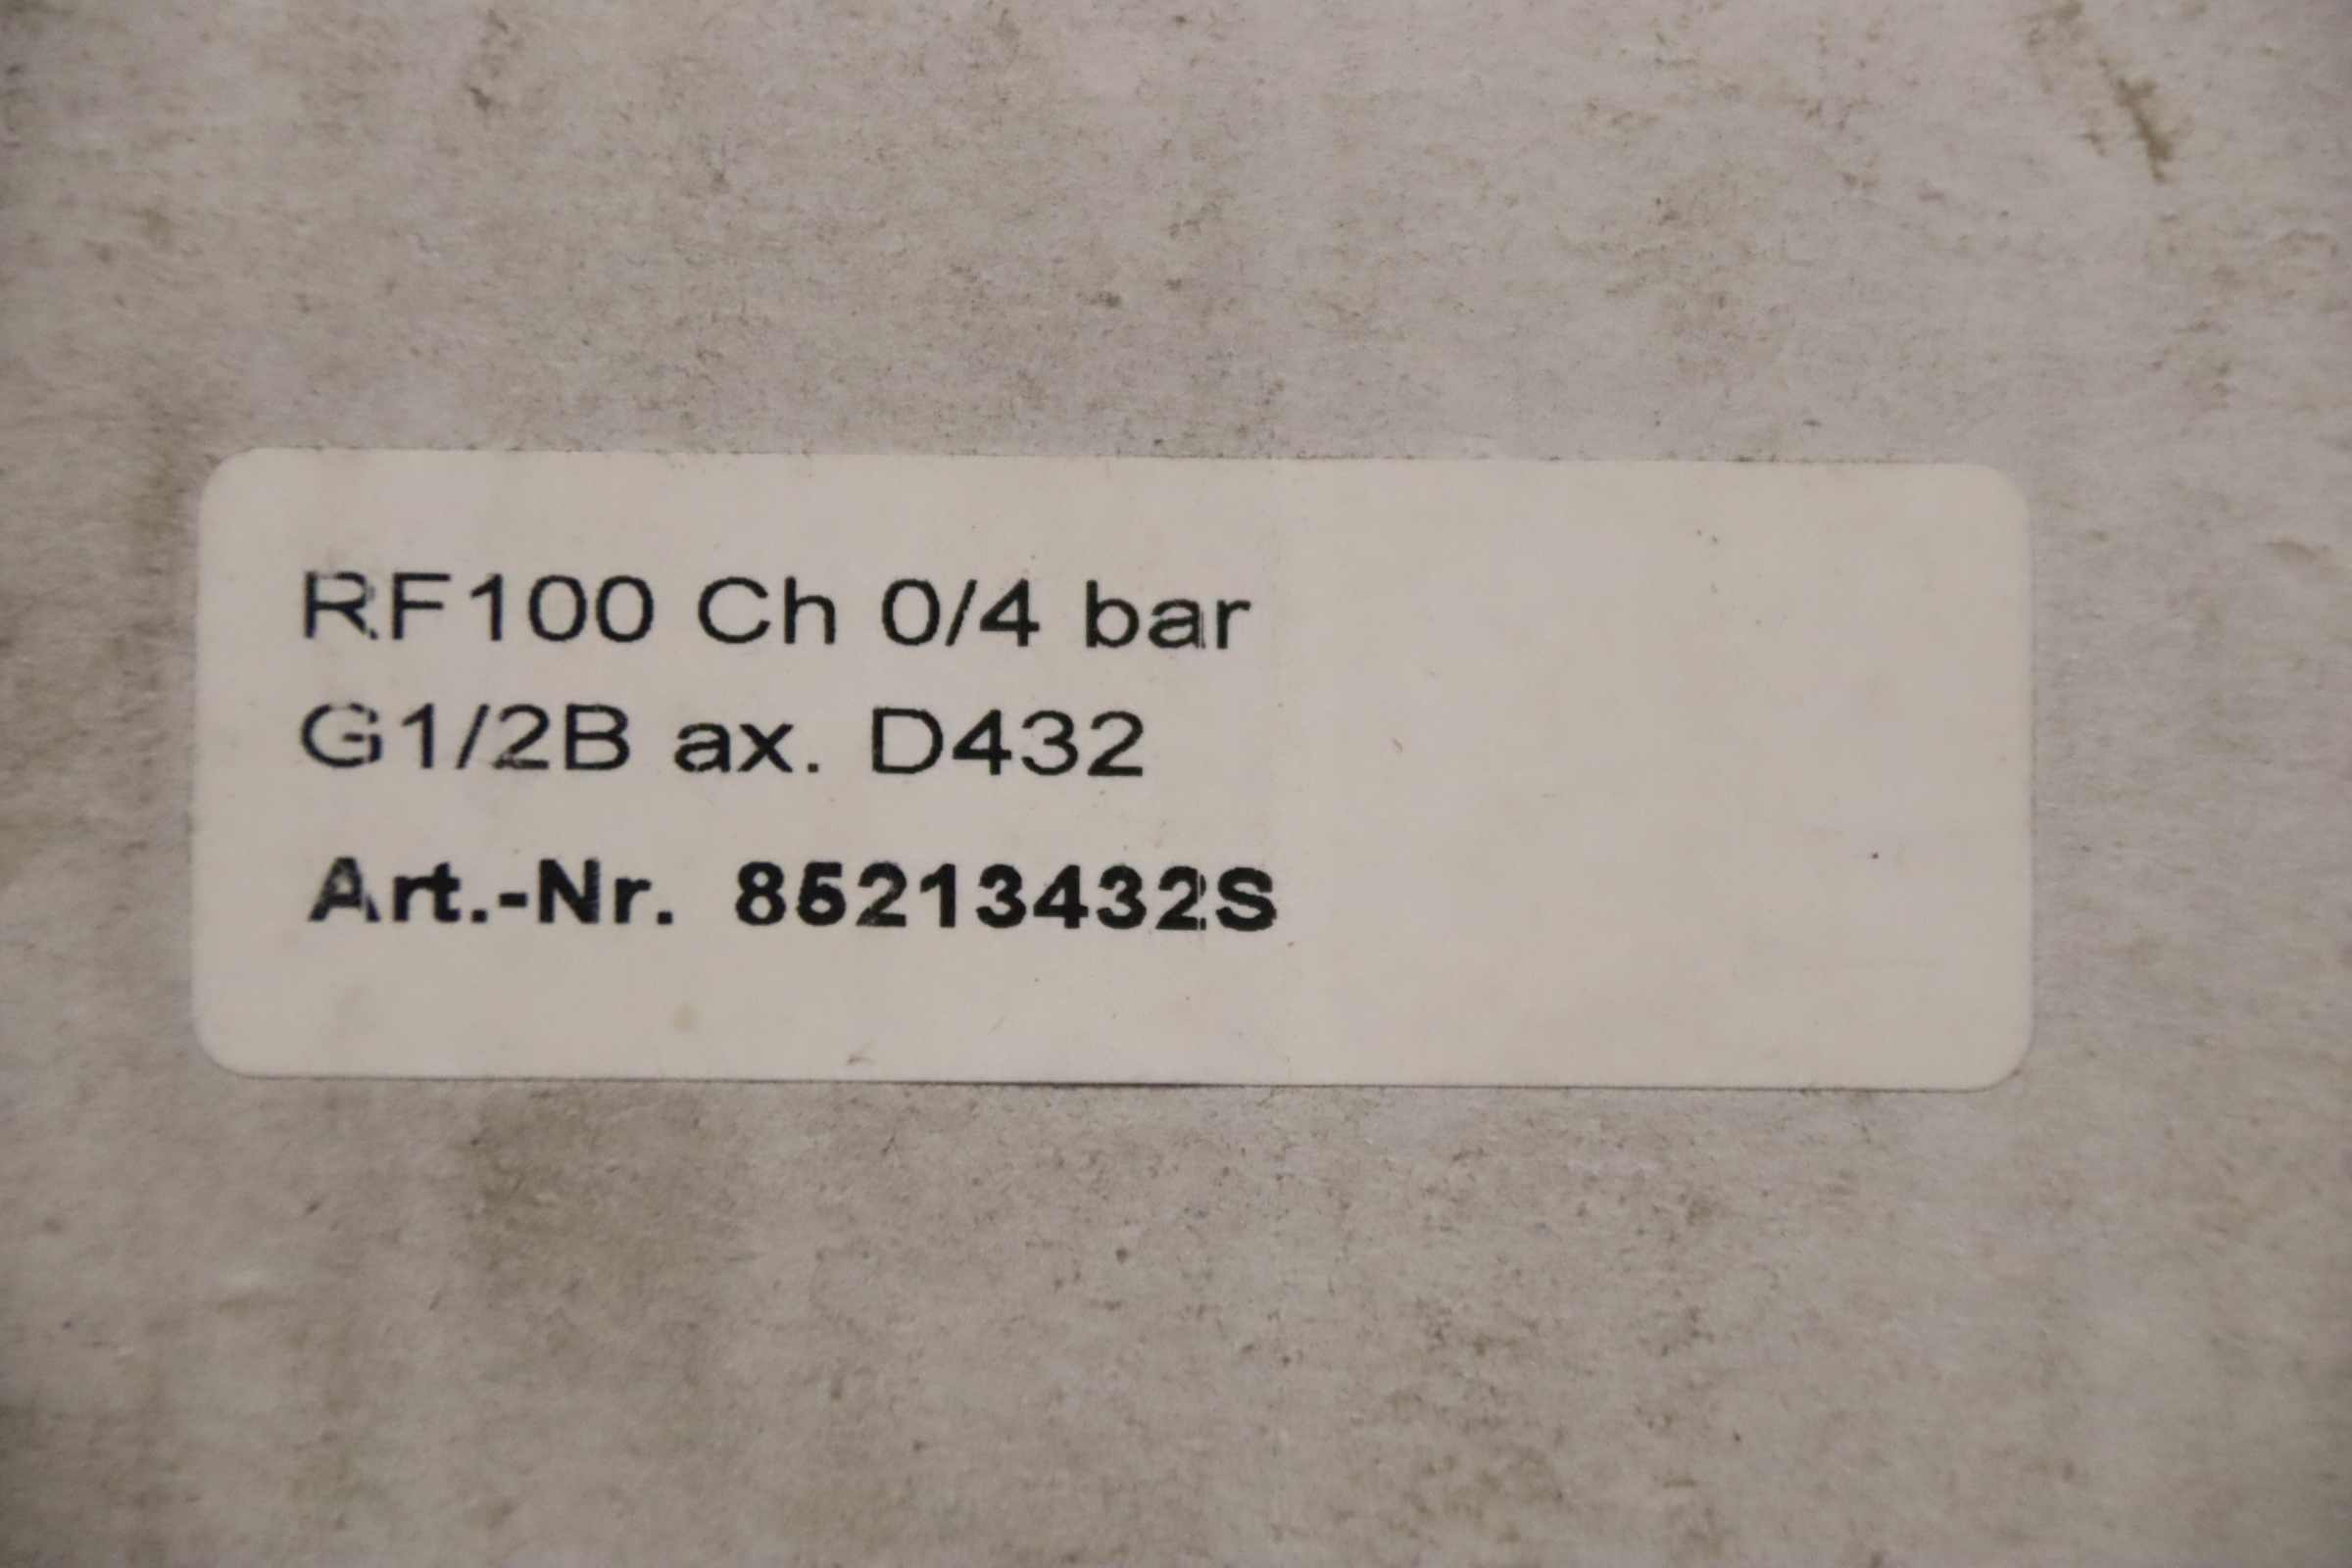 RF100 Ch 0/4 bar
G1/2B ax. D432
Art.-Nr. 85213432S